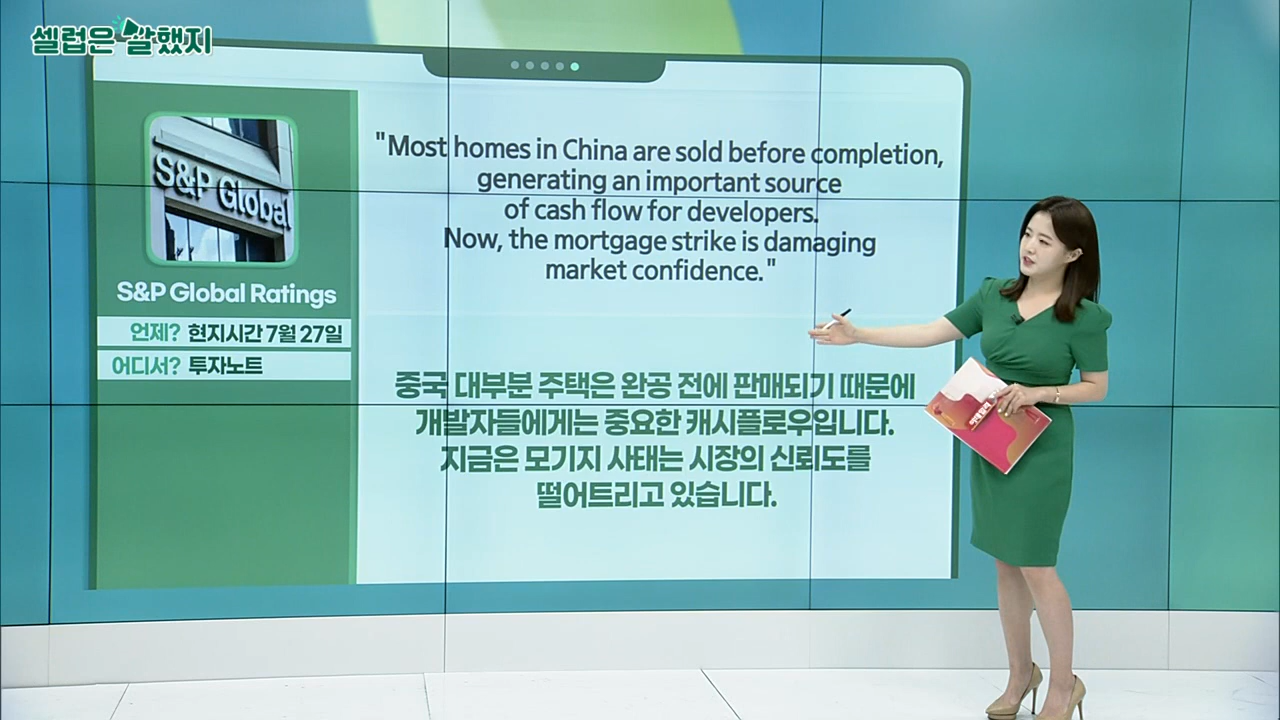 셀럽은 말했지
S&P Global
S&P Global Ratings
언제? 현지시간 7월 27일
어디서? 투자노트
"Most homes in China are sold before completion,
generating an important source
of cash flow for developers.
Now, the mortgage strike is damaging
market confidence."
중국 대부분 주택은 완공 전에 판매되기 때문에
개발자들에게는 중요한 캐시플로우입니다.
지금은 모기지 사태는 시장의 신뢰도를
떨어트리고 있습니다.